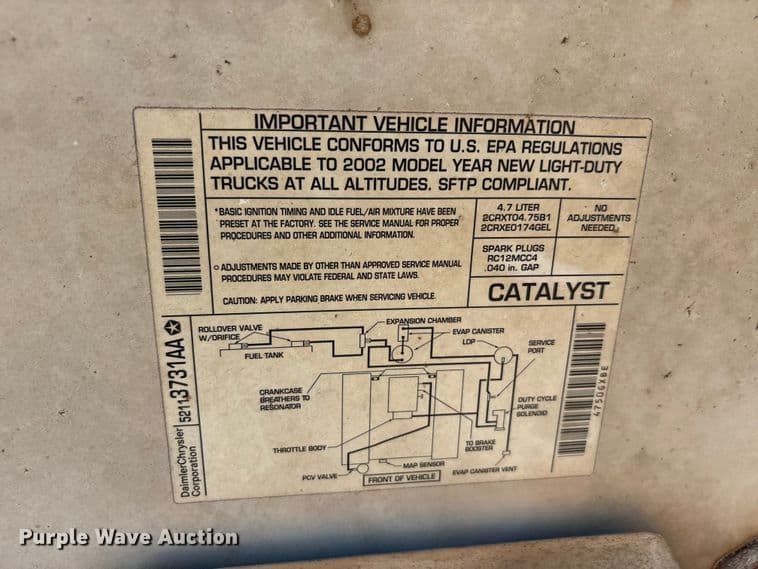 IMPORTANT VEHICLE INFORMATION
THIS VEHICLE CONFORMS TO U.S. EPA REGULATIONS
APPLICABLE TO 2002 MODEL YEAR NEW LIGHT-DUTY
TRUCKS AT ALL ALTITUDES. SFTP COMPLIANT.
*BASIC IGNITION TIMING AND IDLE FUEL/AIR MIXTURE HAVE BEEN
PRESET AT THE FACTORY. SEE THE SERVICE MANUAL FOR PROPER
PROCEDURES AND OTHER ADDITIONAL INFORMATION.
ADJUSTMENTS MADE BY OTHER THAN APPROVED SERVICE MANUAL
PROCEDURES MAY VIOLATE FEDERAL AND STATE LAWS.
CAUTION: APPLY PARKING BRAKE WHEN SERVICING VEHICLE.
4.7 LITER
2CRXT04.75B1
2CRXE0174GEL
NO
ADJUSTMENTS
NEEDED
SPARK PLUGS
RC12MCC4
.040 in. GAP
CATALYST
ROLLOVER VALVE
W/ORIFICE
FUEL TANK
EXPANSION CHAMBER
EVAP CANISTER
LDP
SERVICE
PORT
CRANKCASE
BREATHERS TO
RESONATOR
DUTY CYCLE
PURGE
SOLENOID
THROTTLE BODY
TO BRAKE
BOOSTER
PCV VALVE
MAP SENSOR
EVAP CANISTER VENT
FRONT OF VEHICLE
DaimlerChrysler
Corporation
52113731AA
4750GXBE
Purple Wave Auction